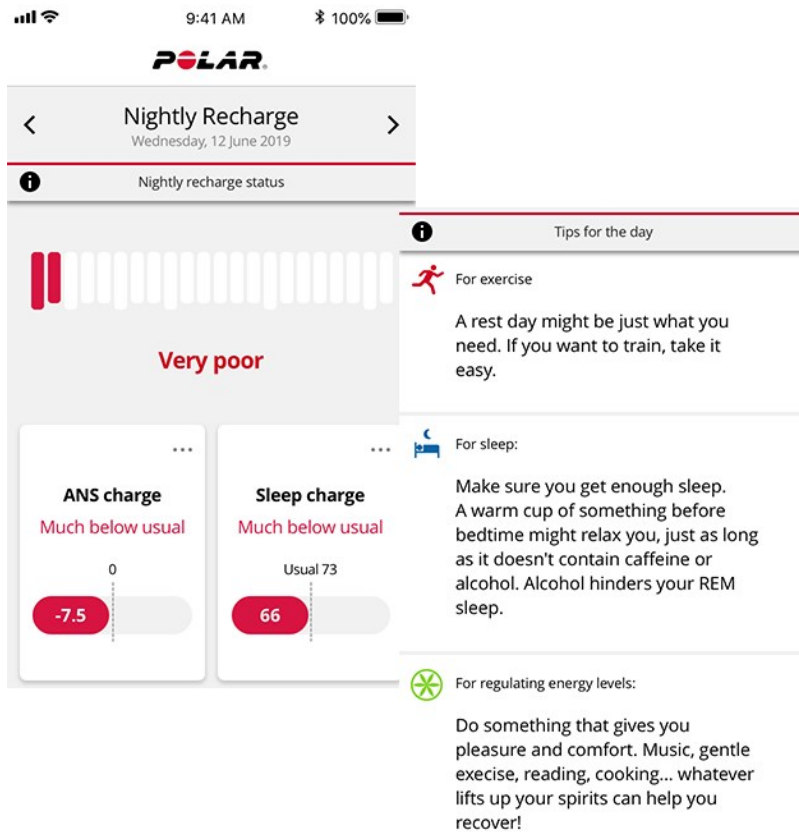 9:41 AM
100%
POLAR
Nightly Recharge
Wednesday, 12 June 2019
Nightly recharge status
Very poor
ANS charge
Much below usual
0
-7.5
Sleep charge
Much below usual
Usual 73
66
Tips for the day
For exercise
A rest day might be just what you
need. If you want to train, take it
easy.
For sleep:
Make sure you get enough sleep.
A warm cup of something before
bedtime might relax you, just as long
as it doesn't contain caffeine or
alcohol. Alcohol hinders your REM
sleep.
For regulating energy levels:
Do something that gives you
pleasure and comfort. Music, gentle
execise, reading, cooking... whatever
lifts up your spirits can help you
recover!